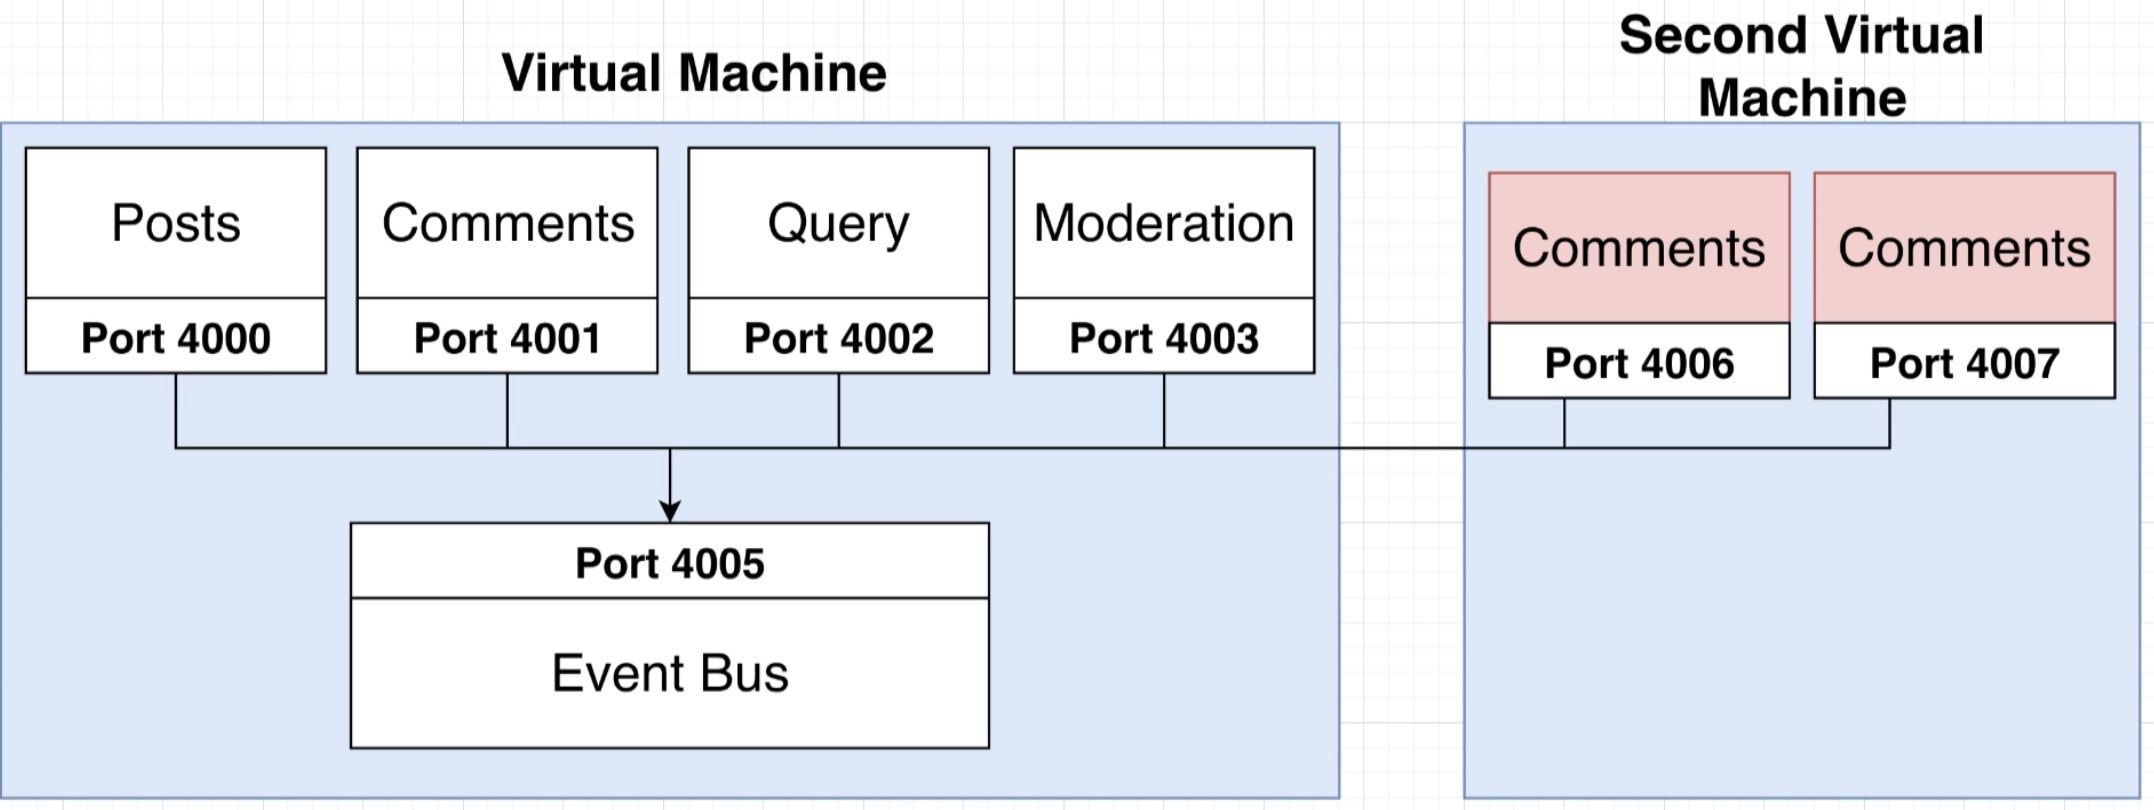 Virtual Machine
Second Virtual
Machine
Posts
Port 4000
Comments
Port 4001
Query
Port 4002
Moderation
Port 4003
Comments
Port 4006
Comments
Port 4007
Port 4005
Event Bus